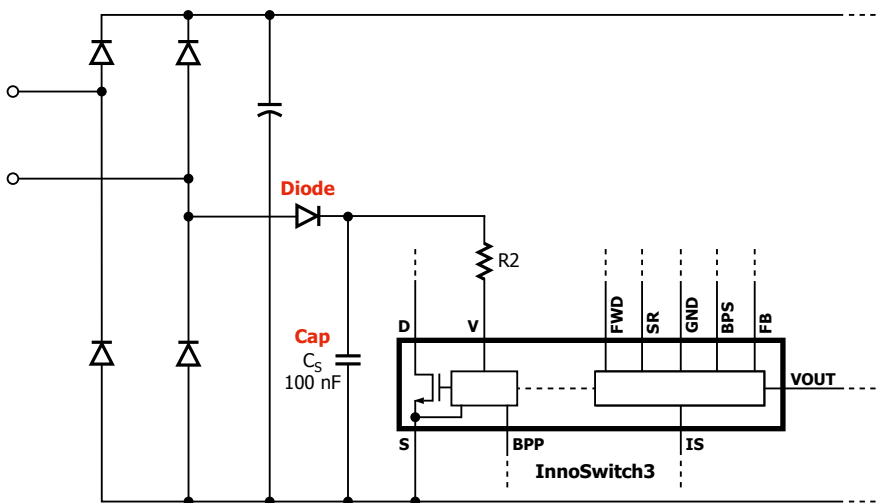 Diode
R2
D
V
FWD
SR
GND
BPS
FB
Cap
C_S
100 nF
VOUT
S
BPP
IS
InnoSwitch3